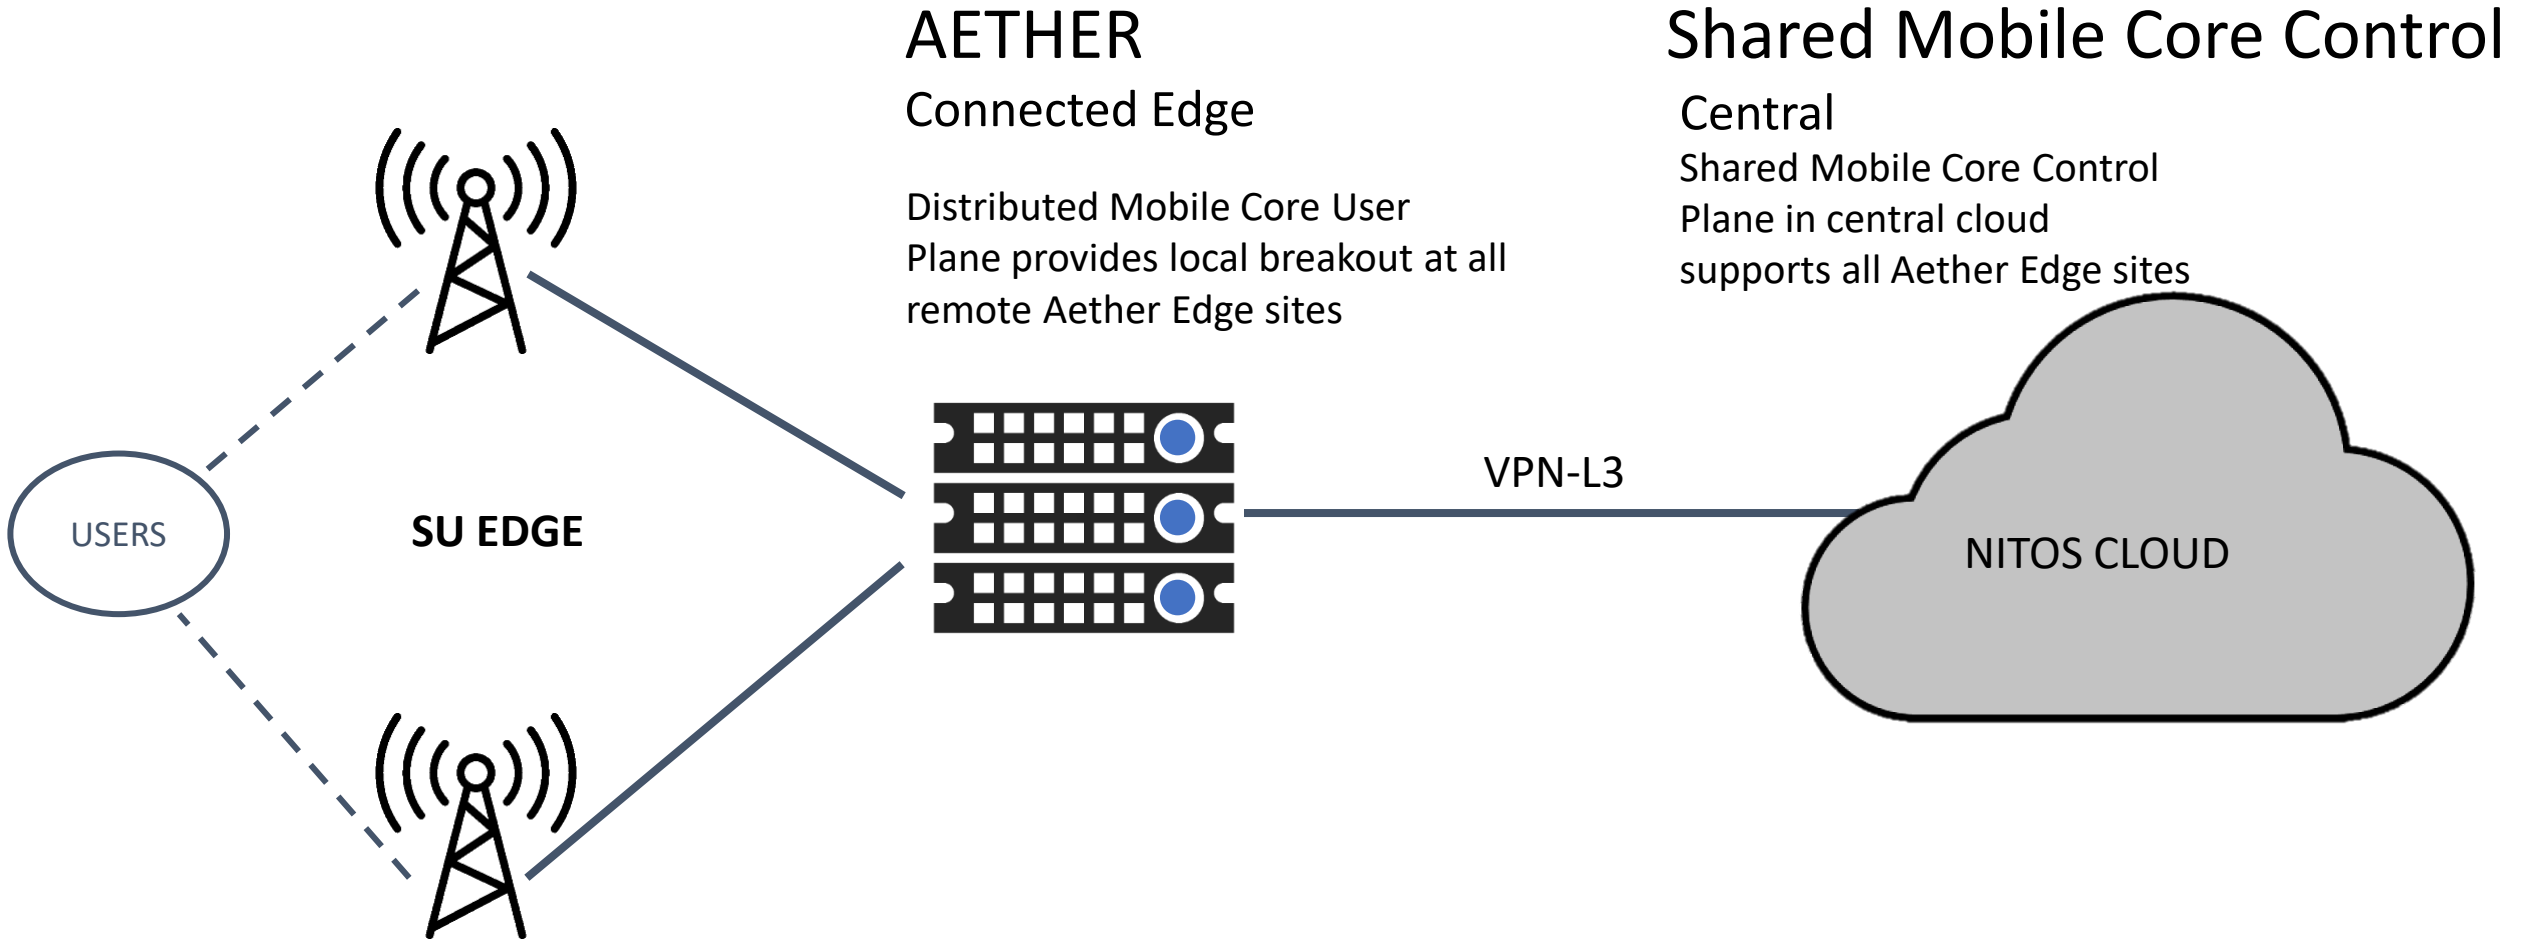 AETHER
Connected Edge
Distributed Mobile Core User
Plane provides local breakout at all
remote Aether Edge sites
Shared Mobile Core Control
Central
Shared Mobile Core Control
Plane in central cloud
supports all Aether Edge sites
USERS
SU EDGE
VPN-L3
NITOS CLOUD